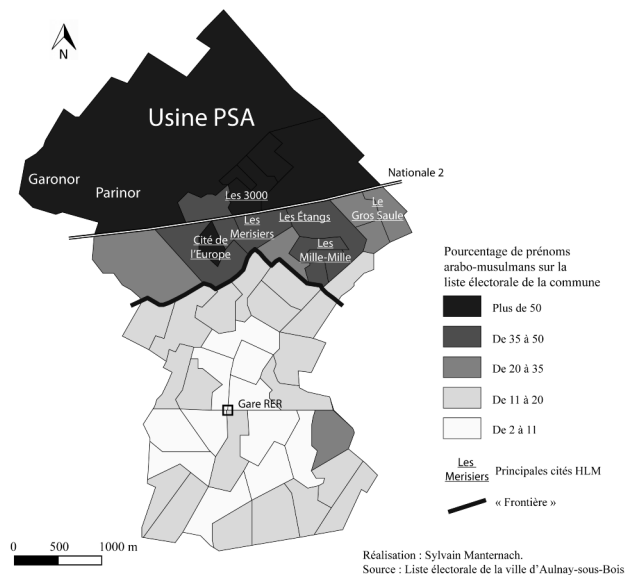 N
Usine PSA
Garonor
Parinor
Nationale 2
Les 3000
Le
Gros Saule
Les Étangs
Les
Merisiers
Cité de
l'Europe
Les
Mille-Mille
Gare RER
Pourcentage de prénoms
arabo-musulmans sur la
liste électorale de la commune
Plus de 50
De 35 à 50
De 20 à 35
De 11 à 20
De 2 à 11
Les
Merisiers
Principales cités HLM
« Frontière »
0 500 1000 m
Réalisation : Sylvain Manternach.
Source : Liste électorale de la ville d'Aulnay-sous-Bois